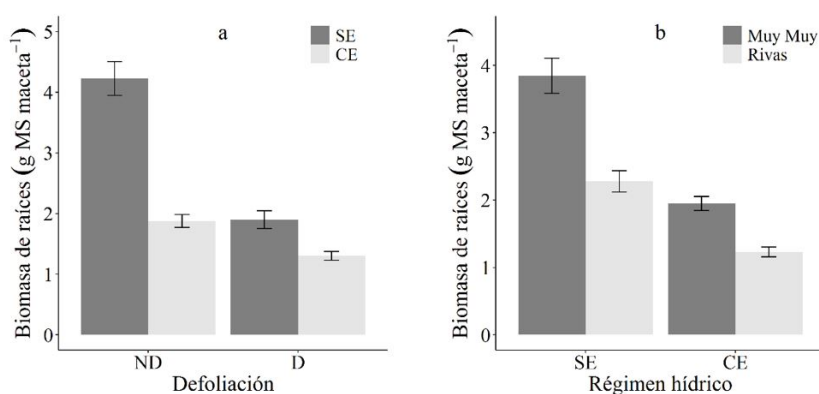 a
SE
CE
Biomasa de raíces (g MS maceta⁻¹)
5
4
3
2
1
0
ND D
Defoliación
b
Muy Muy
Rivas
Biomasa de raíces (g MS maceta⁻¹)
4
3
2
1
0
SE CE
Régimen hídrico